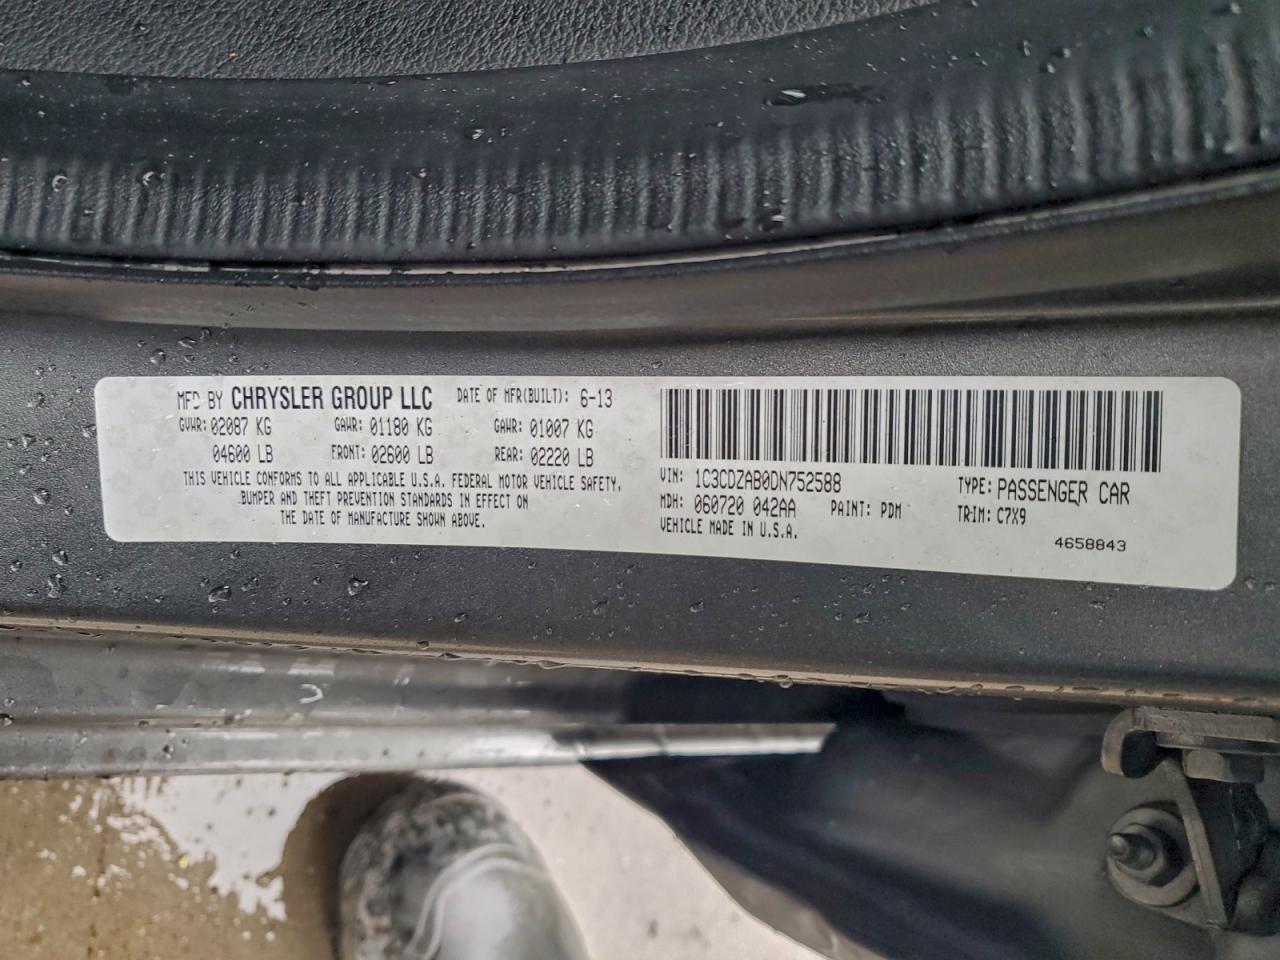 MFD BY CHRYSLER GROUP LLC DATE OF MFR(BUILT): 6-13
GVWR: 02087 KG GAWR: 01180 KG GAWR: 01007 KG
04600 LB FRONT: 02600 LB REAR: 02220 LB
THIS VEHICLE CONFORMS TO ALL APPLICABLE U.S.A. FEDERAL MOTOR VEHICLE SAFETY,
BUMPER AND THEFT PREVENTION STANDARDS IN EFFECT ON
THE DATE OF MANUFACTURE SHOWN ABOVE.
VIN: 1C3CDZAB0DN752588 TYPE: PASSENGER CAR
MDH: 060720 042AA PAINT: PDM TRIM: C7X9
VEHICLE MADE IN U.S.A.
4658843